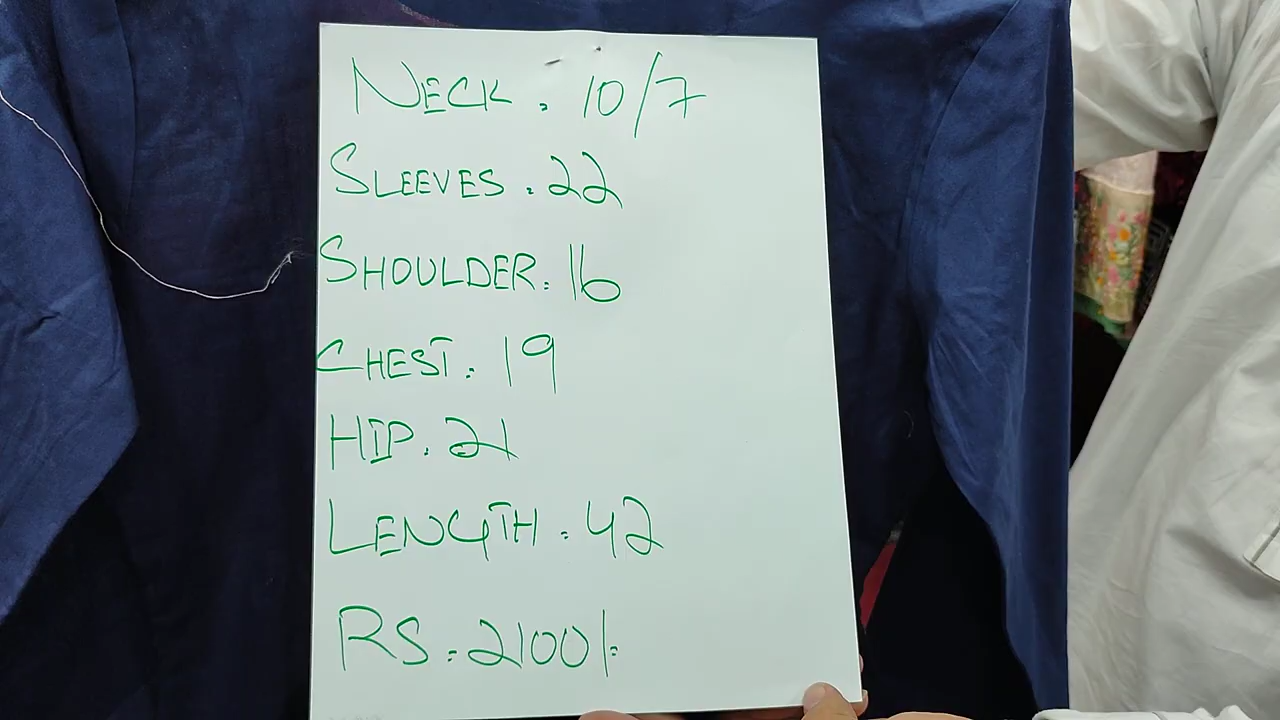 NECK. 10/7
SLEEVES. 22
SHOULDER. 16
CHEST. 19
HIP. 21
LENGTH. 42
RS. 2100/-